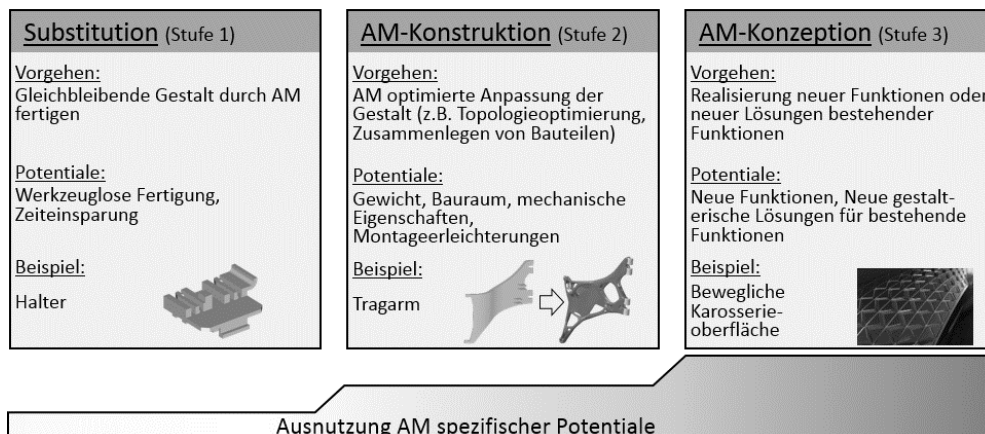 Substitution (Stufe 1)
Vorgehen:
Gleichbleibende Gestalt durch AM
fertigen
Potentiale:
Werkzeuglose Fertigung,
Zeiteinsparung
Beispiel:
Halter
AM-Konstruktion (Stufe 2)
Vorgehen:
AM optimierte Anpassung der
Gestalt (z.B. Topologieoptimierung,
Zusammenlegen von Bauteilen)
Potentiale:
Gewicht, Bauraum, mechanische
Eigenschaften,
Montageerleichterungen
Beispiel:
Tragarm
AM-Konzeption (Stufe 3)
Vorgehen:
Realisierung neuer Funktionen oder
neuer Lösungen bestehender
Funktionen
Potentiale:
Neue Funktionen, Neue gestalt-
erische Lösungen für bestehende
Funktionen
Beispiel:
Bewegliche
Karosserie-
oberfläche
Ausnutzung AM spezifischer Potentiale